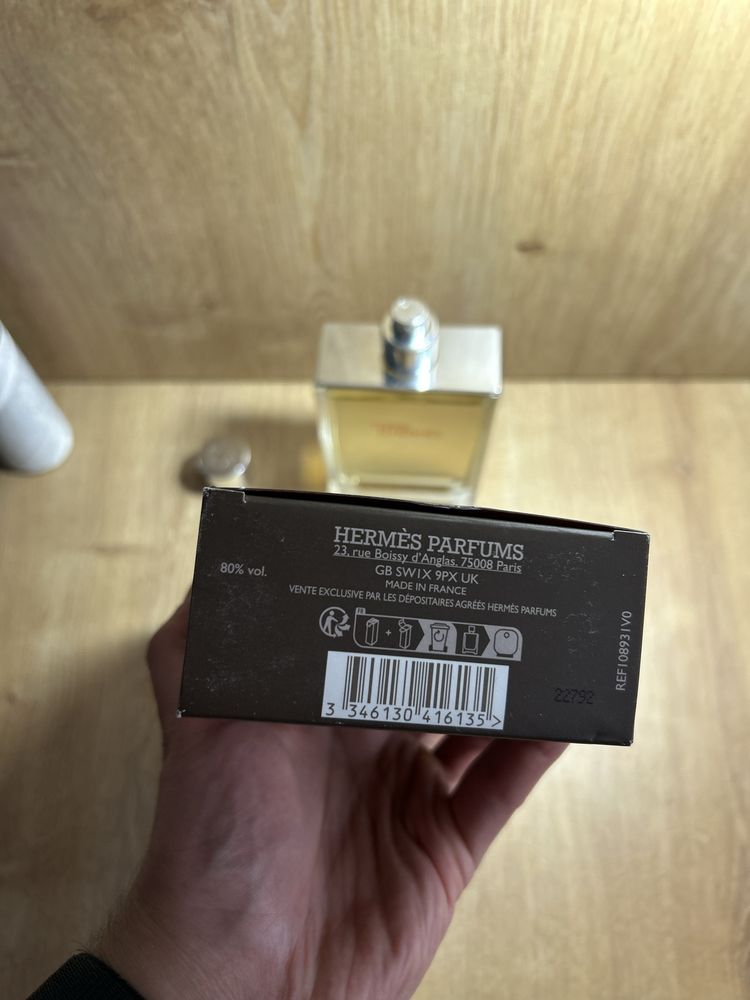 HERMÈS PARFUMS
23, rue Boissy d'Anglas. 75008 Paris
80% vol.
GB SW1X 9PX UK
MADE IN FRANCE
VENTE EXCLUSIVE PAR LES DÉPOSITAIRES AGRÉÉS HERMÈS PARFUMS
FR
+
3 346130 416135 >
22792
REF108931V0